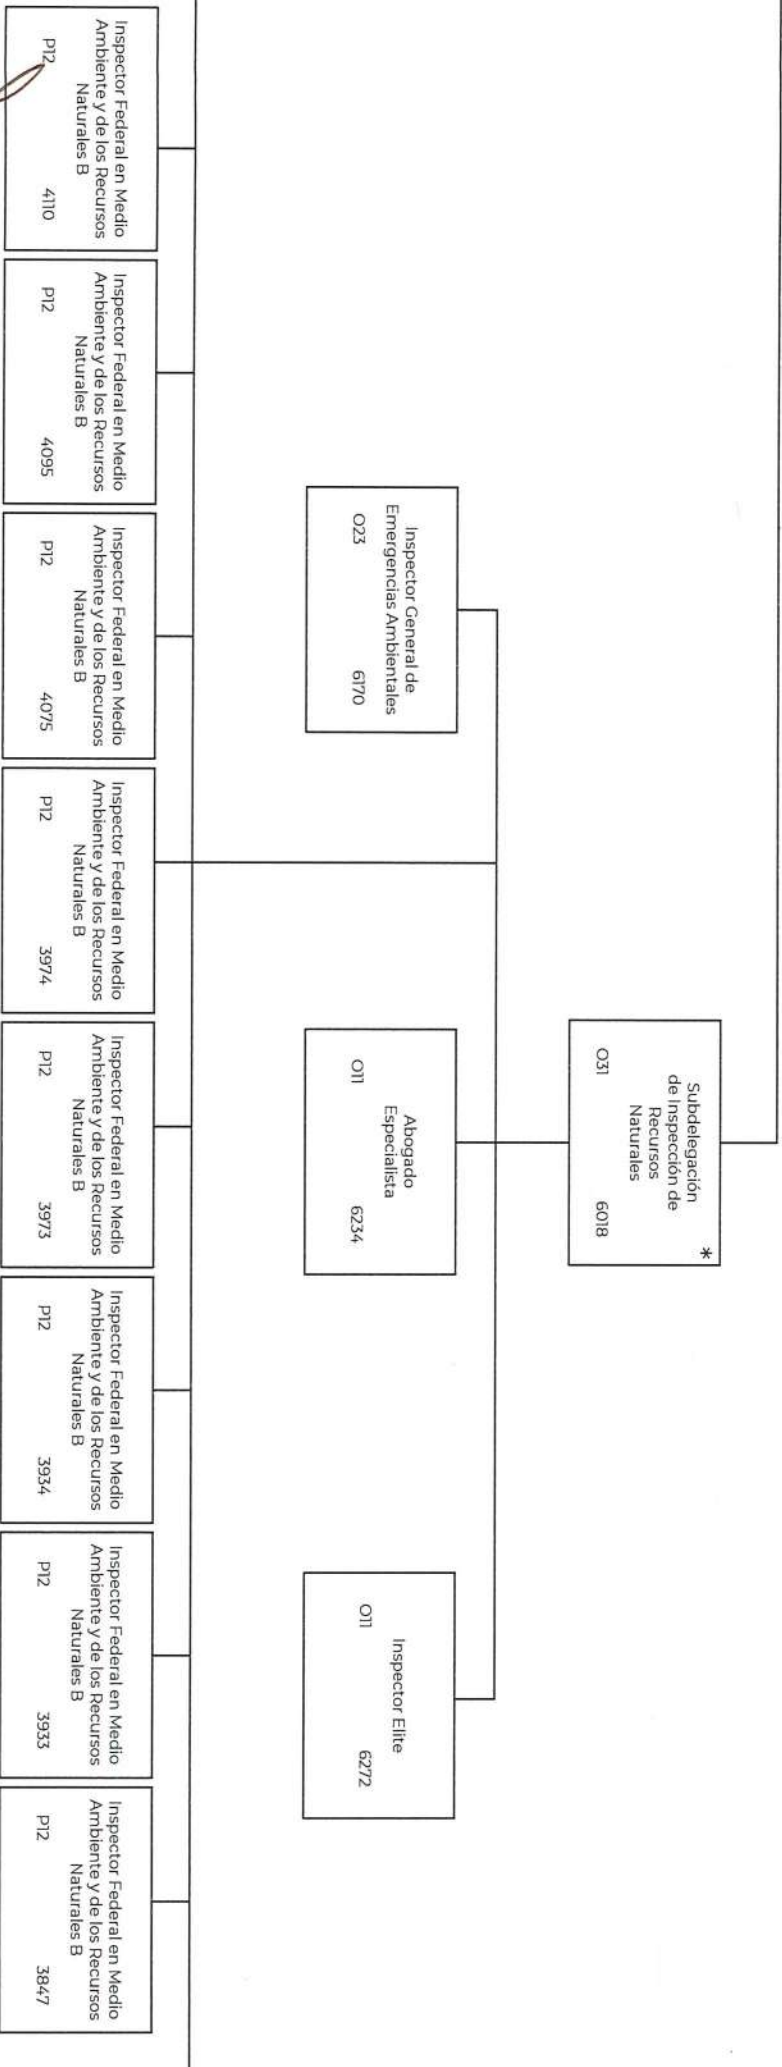 Subdelegación
de Inspección de
Recursos
Naturales
*
O31 6018
Inspector General de
Emergencias Ambientales
O23 6170
Abogado
Especialista
O11 6234
Inspector Elite
O11 6272
Inspector Federal en Medio
Ambiente y de los Recursos
Naturales B
P12 4110
Inspector Federal en Medio
Ambiente y de los Recursos
Naturales B
P12 4095
Inspector Federal en Medio
Ambiente y de los Recursos
Naturales B
P12 4075
Inspector Federal en Medio
Ambiente y de los Recursos
Naturales B
P12 3974
Inspector Federal en Medio
Ambiente y de los Recursos
Naturales B
P12 3973
Inspector Federal en Medio
Ambiente y de los Recursos
Naturales B
P12 3934
Inspector Federal en Medio
Ambiente y de los Recursos
Naturales B
P12 3933
Inspector Federal en Medio
Ambiente y de los Recursos
Naturales B
P12 3847